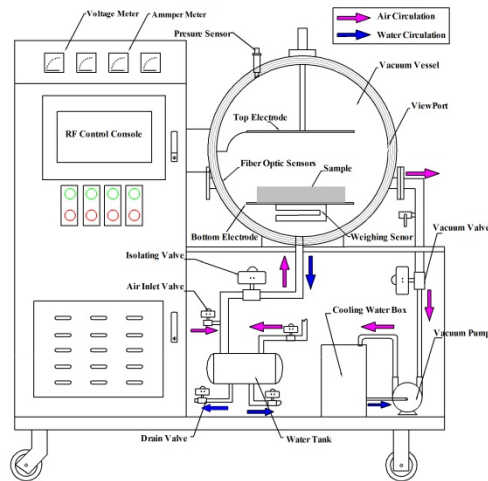 Voltage Meter
Ammper Meter
Presure Sensor
Air Circulation
Water Circulation
Vacuum Vessel
ViewPort
RF Control Console
Top Electrode
Fiber Optic Sensors
Sample
Bottom Electrode
Weighing Senor
Isolating Valve
Vacuum Valve
Air Inlet Valve
Cooling Water Box
Vacuum Pump
Drain Valve
Water Tank